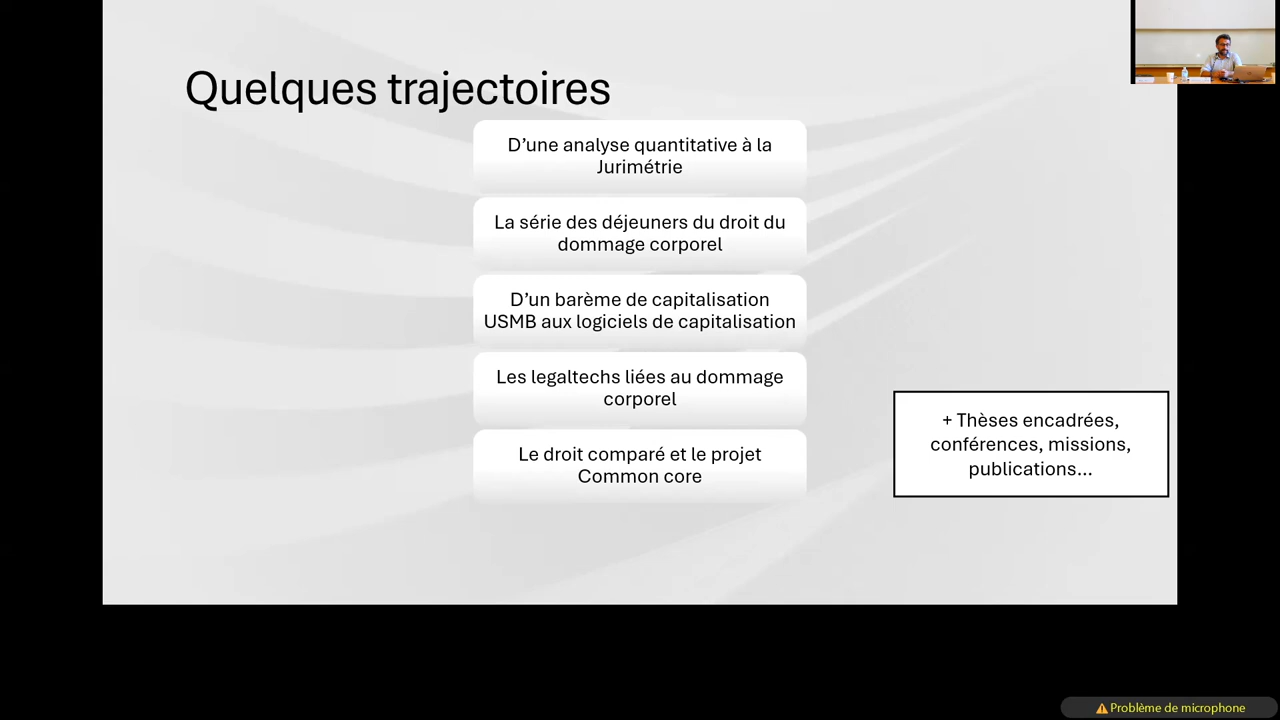 Quelques trajectoires
D’une analyse quantitative à la
Jurimétrie
La série des déjeuners du droit du
dommage corporel
D’un barème de capitalisation
USMB aux logiciels de capitalisation
Les legaltechs liées au dommage
corporel
Le droit comparé et le projet
Common core
+ Thèses encadrées,
conférences, missions,
publications…
⚠ Problème de microphone